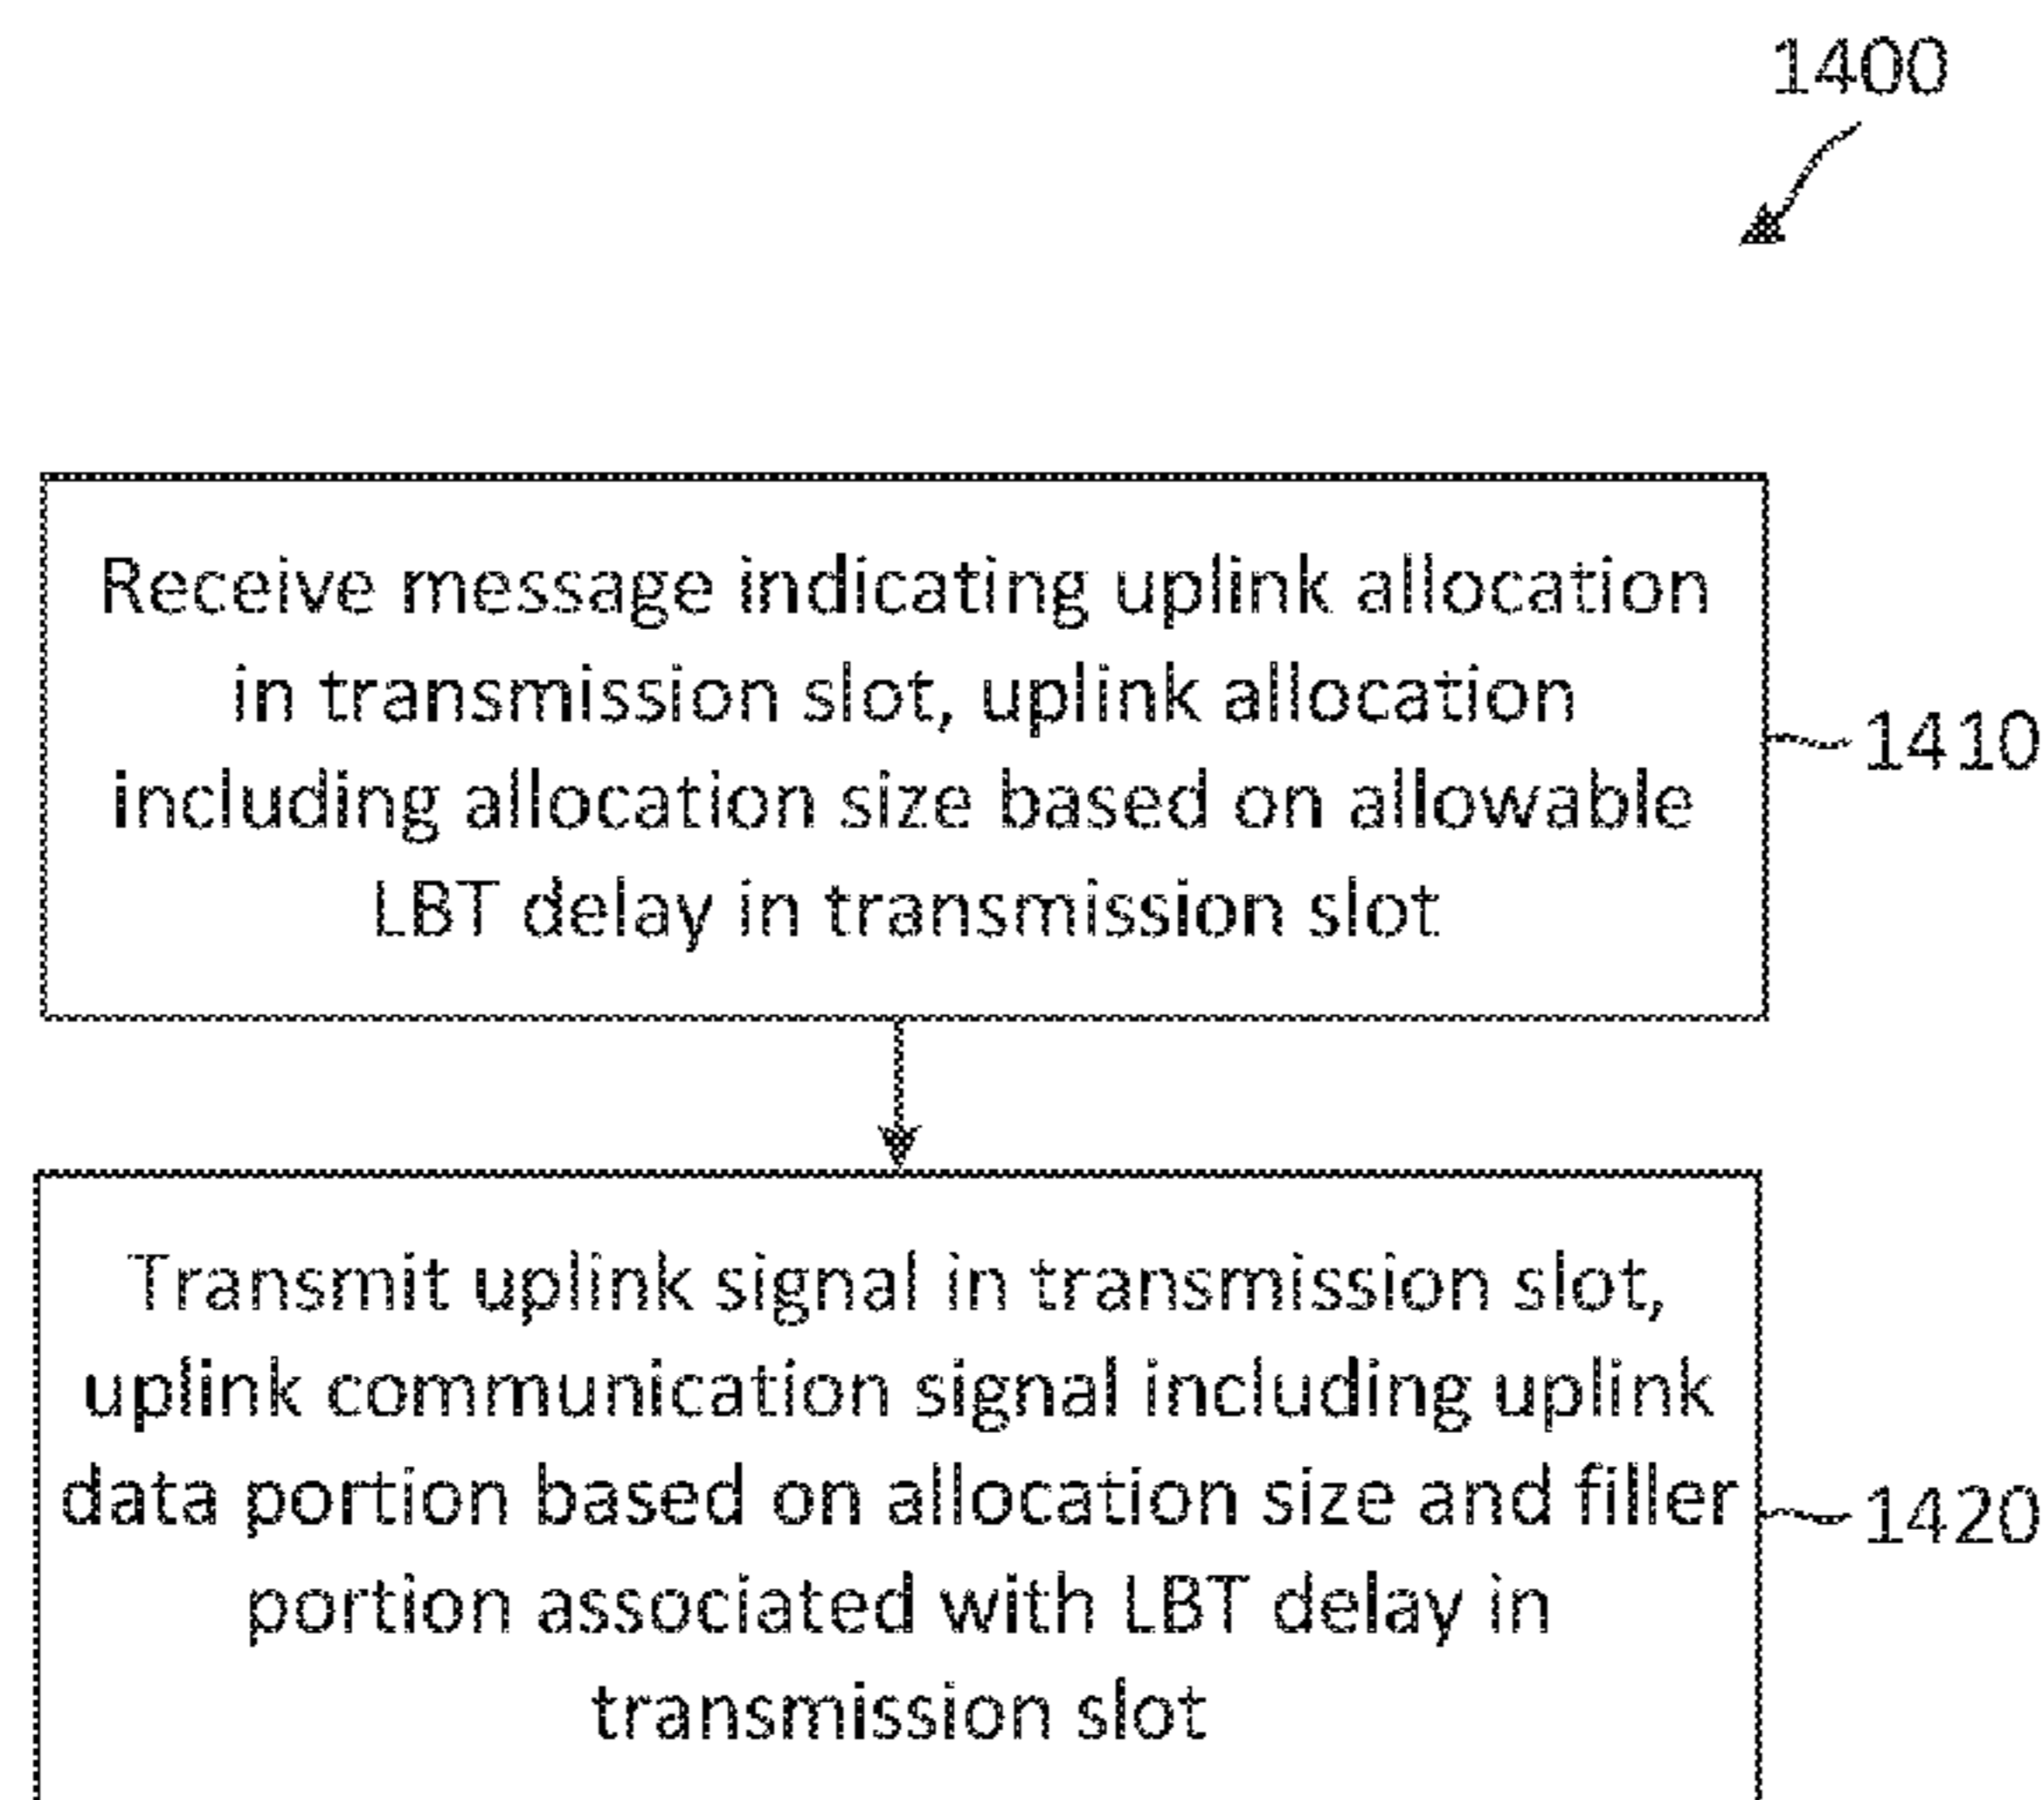 1400
Receive message indicating uplink allocation
in transmission slot, uplink allocation
including allocation size based on allowable
LBT delay in transmission slot
1410
Transmit uplink signal in transmission slot,
uplink communication signal including uplink
data portion based on allocation size and filler
portion associated with LBT delay in
transmission slot
1420